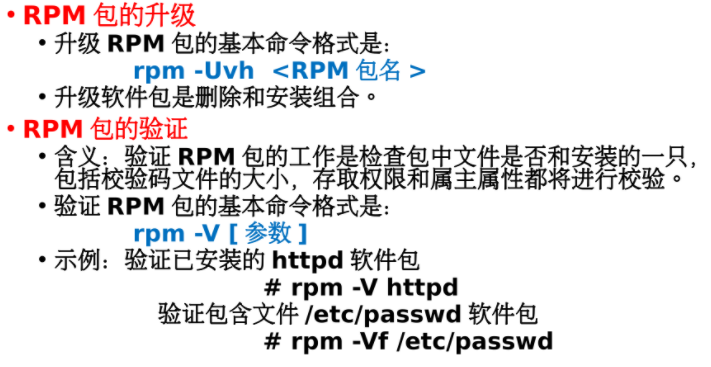 • RPM 包的升级
• 升级 RPM 包的基本命令格式是:
rpm -Uvh <RPM 包名 >
• 升级软件包是删除和安装组合。
• RPM 包的验证
• 含义：验证 RPM 包的工作是检查包中文件是否和安装的一只，
包括校验码文件的大小，存取权限和属主属性都将进行校验。
• 验证 RPM 包的基本命令格式是:
rpm -V [ 参数 ]
• 示例：验证已安装的 httpd 软件包
# rpm -V httpd
验证包含文件 /etc/passwd 软件包
# rpm -Vf /etc/passwd